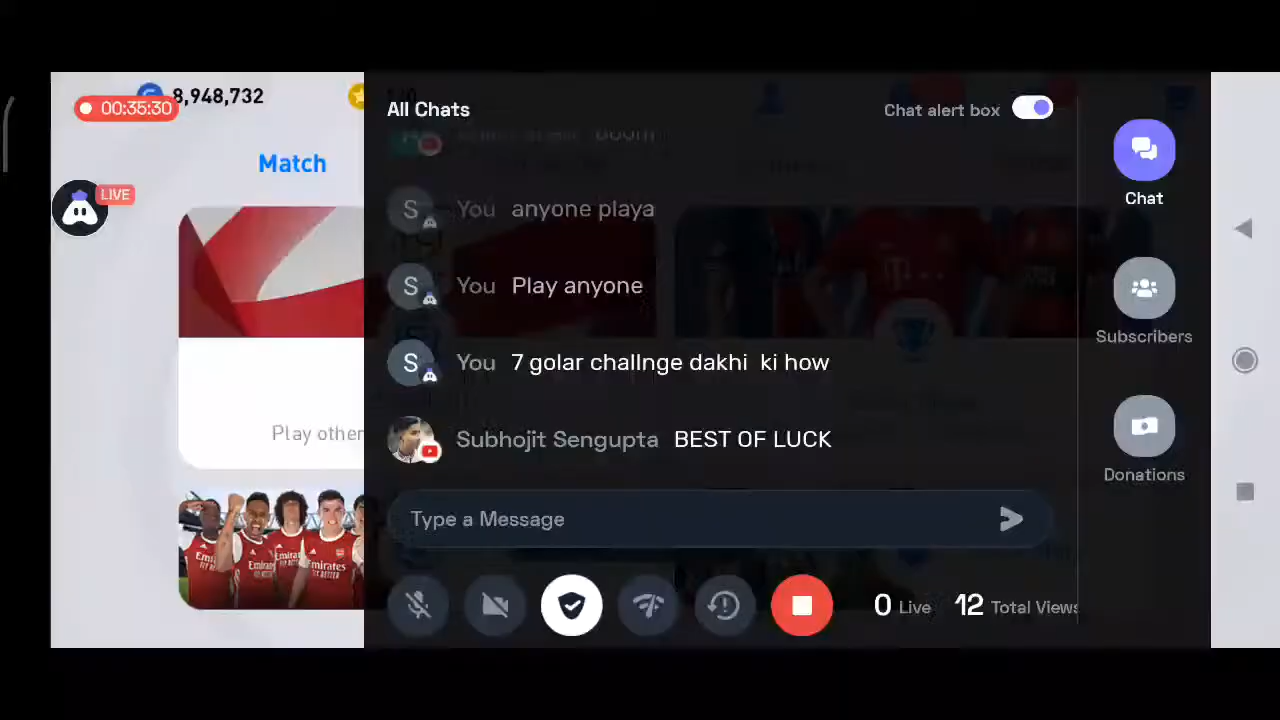 8,948,732
00:35:30
All Chats
Chat alert box
Match
LIVE
Chat
S You anyone playa
S You Play anyone
Subscribers
S You 7 golar challnge dakhi ki how
Play other
Subhojit Sengupta BEST OF LUCK
Donations
Type a Message
0 Live 12 Total Views